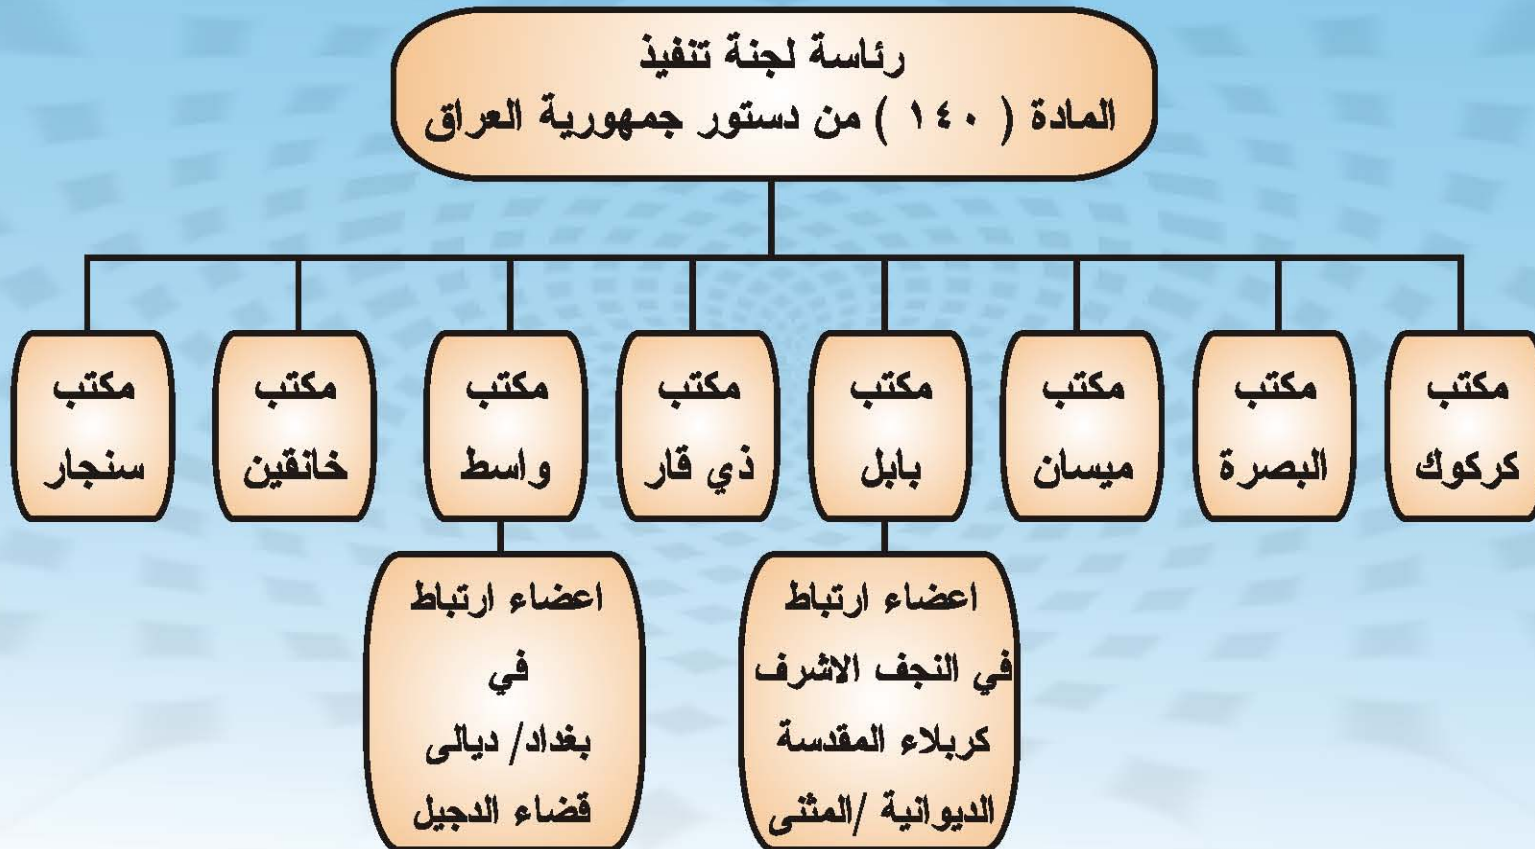 رئاسة لجنة تنفيذ
المادة ( ١٤٠ ) من دستور جمهورية العراق
مكتب
كركوك
مكتب
البصرة
مكتب
ميسان
مكتب
بابل
مكتب
ذي قار
مكتب
واسط
مكتب
خانقين
مكتب
سنجار
اعضاء ارتباط
في النجف الاشرف
كربلاء المقدسة
الديوانية /المثنى
اعضاء ارتباط
في
بغداد/ ديالى
قضاء الدجيل